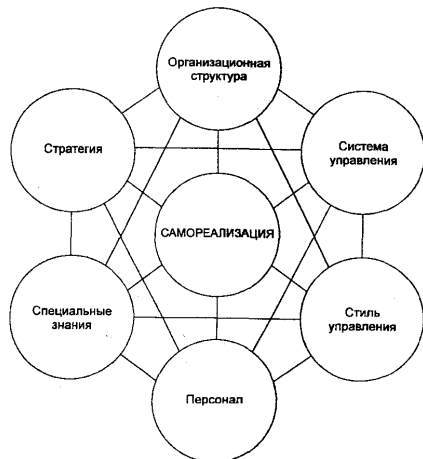 Организационная
структура
Стратегия
Система
управления
САМОРЕАЛИЗАЦИЯ
Специальные
знания
Стиль
управления
Персонал